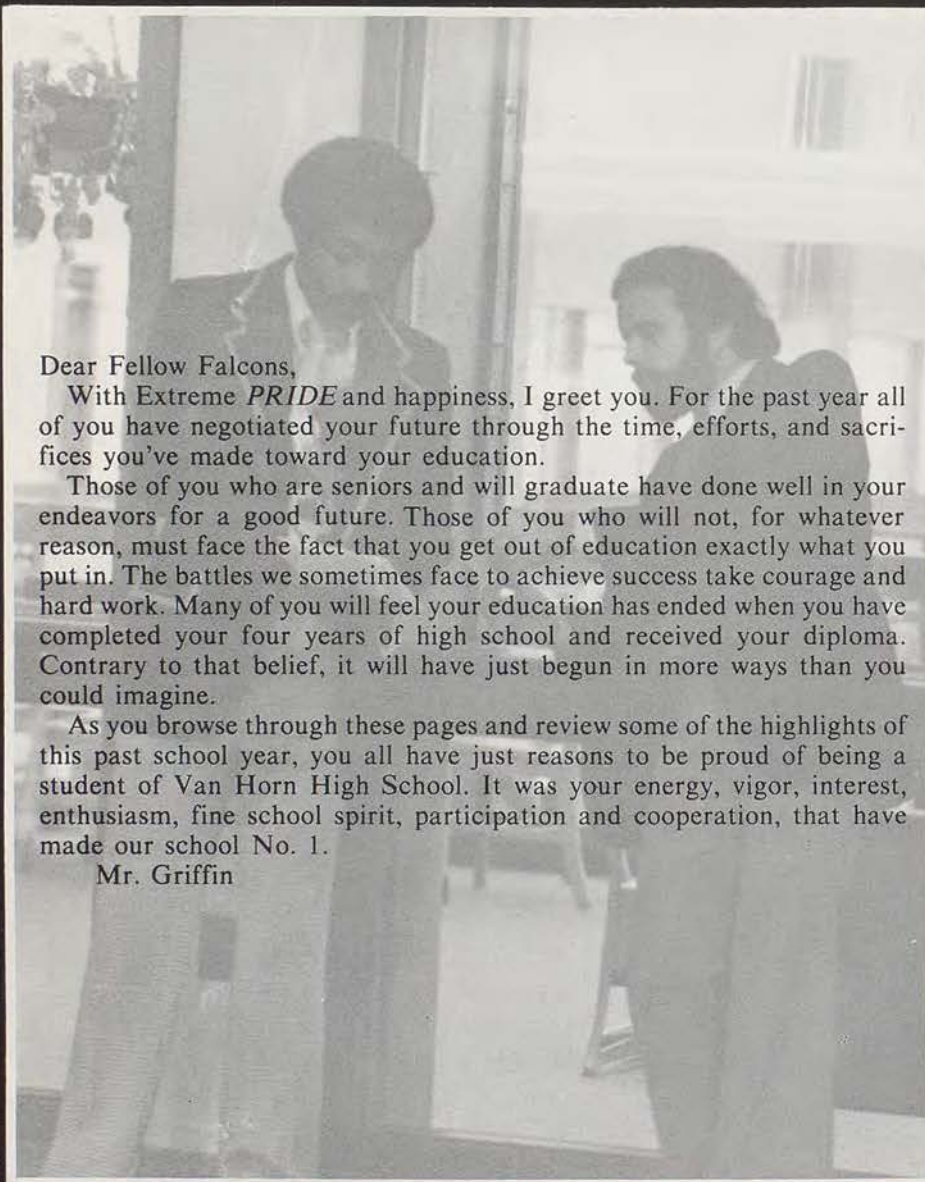 Dear Fellow Falcons,
With Extreme PRIDE and happiness, I greet you. For the past year all
of you have negotiated your future through the time, efforts, and sacri-
fices you've made toward your education.
Those of you who are seniors and will graduate have done well in your
endeavors for a good future. Those of you who will not, for whatever
reason, must face the fact that you get out of education exactly what you
put in. The battles we sometimes face to achieve success take courage and
hard work. Many of you will feel your education has ended when you have
completed your four years of high school and received your diploma.
Contrary to that belief, it will have just begun in more ways than you
could imagine.
As you browse through these pages and review some of the highlights of
this past school year, you all have just reasons to be proud of being a
student of Van Horn High School. It was your energy, vigor, interest,
enthusiasm, fine school spirit, participation and cooperation, that have
made our school No. 1.
Mr. Griffin